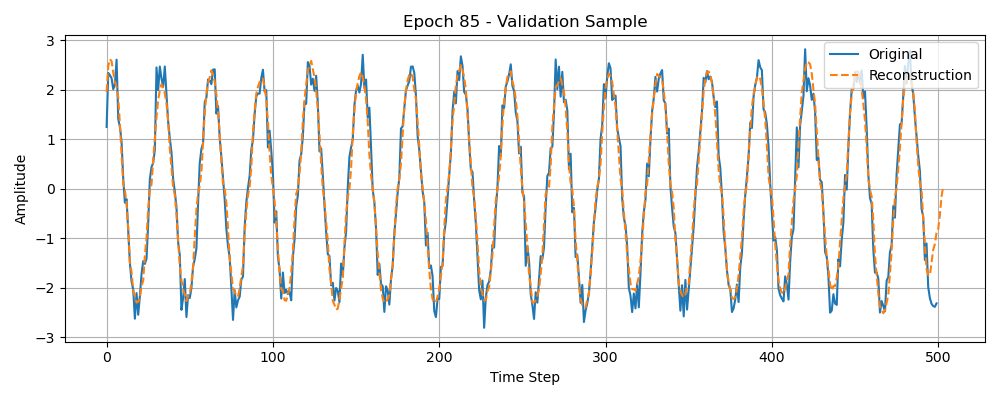 Epoch 85 - Validation Sample
Original
Reconstruction
Amplitude
3
2
1
0
−1
−2
−3
0 100 200 300 400 500
Time Step